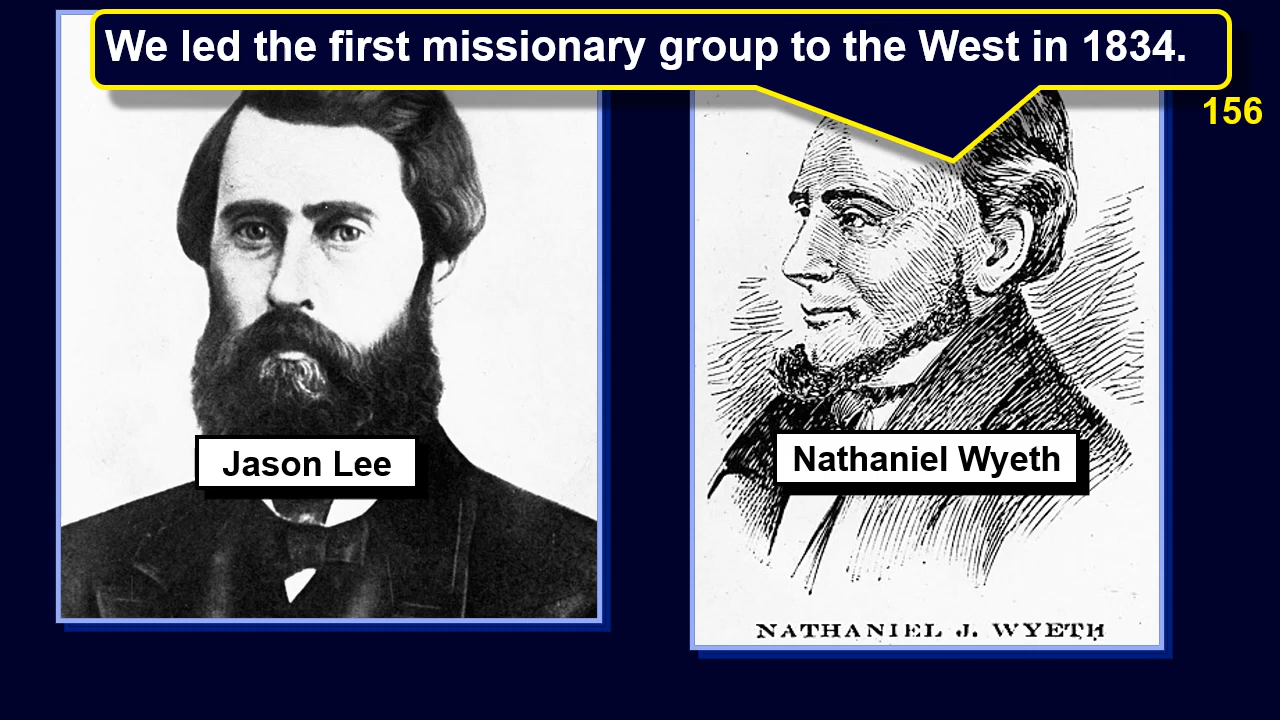 We led the first missionary group to the West in 1834.
156
Jason Lee
Nathaniel Wyeth
NATHANIEL J. WYETH